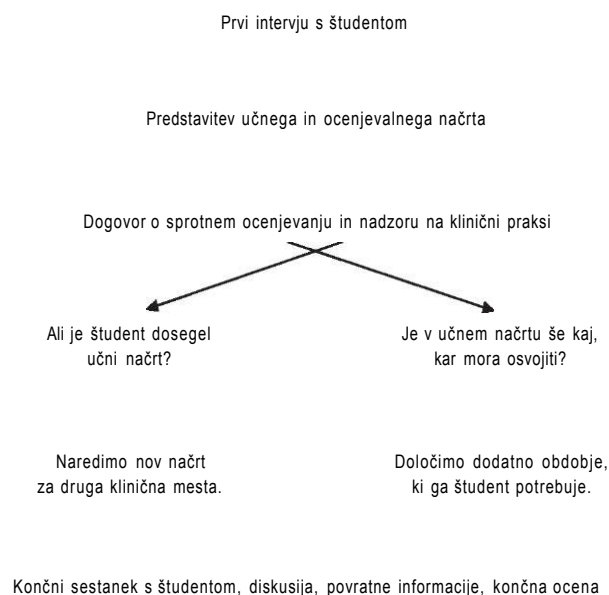 Prvi intervju s študentom
Predstavitev učnega in ocenjevalnega načrta
Dogovor o sprotnem ocenjevanju in nadzoru na klinični praksi
Ali je študent dosegel
učni načrt?
Je v učnem načrtu še kaj,
kar mora osvojiti?
Naredimo nov načrt
za druga klinična mesta.
Določimo dodatno obdobje,
ki ga študent potrebuje.
Končni sestanek s študentom, diskusija, povratne informacije, končna ocena